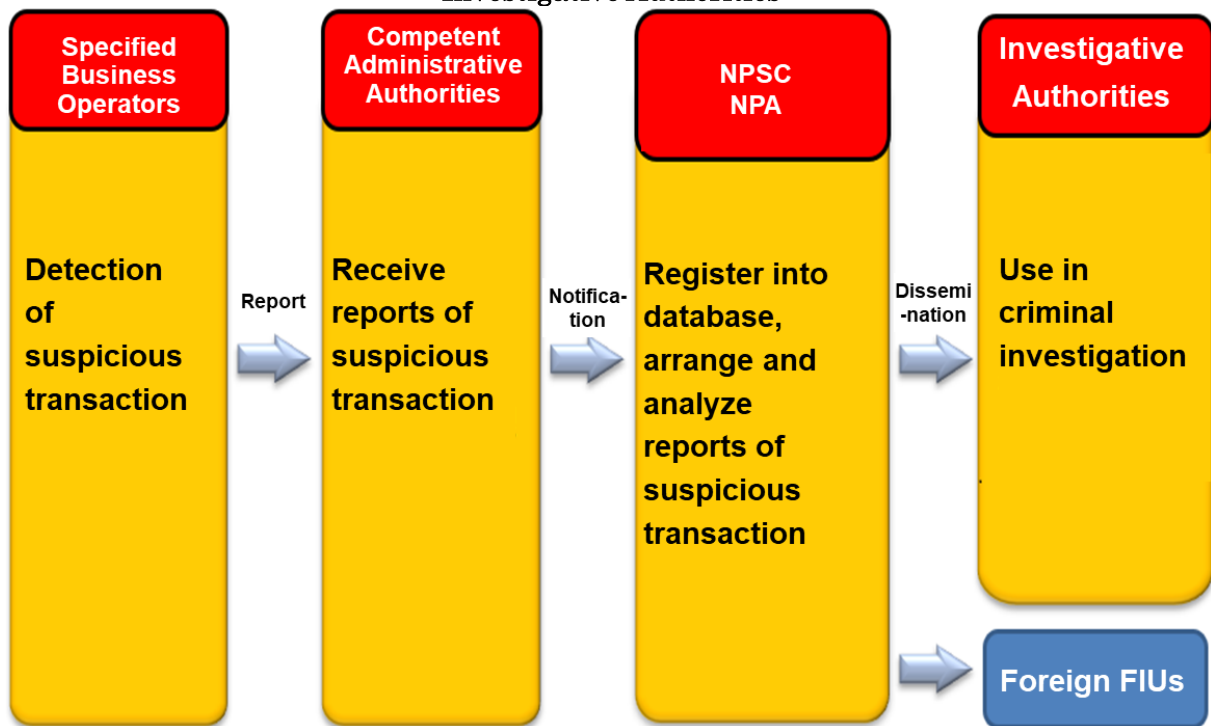 Investigative Authorities
Specified
Business
Operators
Competent
Administrative
Authorities
NPSC
NPA
Investigative
Authorities
Detection
of
suspicious
transaction
Report
Receive
reports of
suspicious
transaction
Notifica-
tion
Register into
database,
arrange and
analyze
reports of
suspicious
transaction
Dissemi
-nation
Use in
criminal
investigation
Foreign FIUs